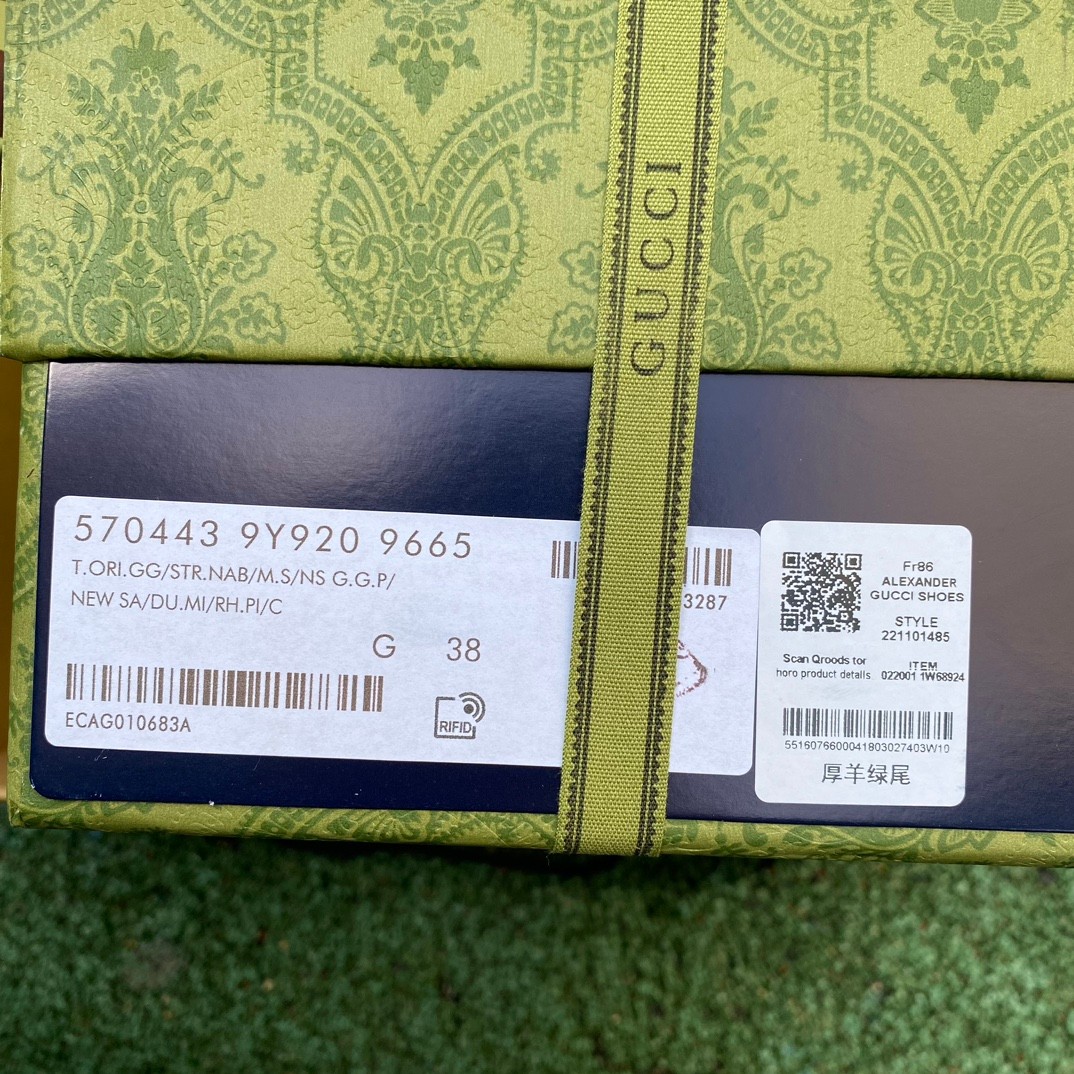 GUCCI
570443 9Y920 9665
T.ORI.GG/STR.NAB/M.S/NS G.G.P/
NEW SA/DU.MI/RH.PI/C
G 38
ECAG010683A
RIFID
3287
Fr86
ALEXANDER
GUCCI SHOES
STYLE
221101485
Scan Qroods tor
horo product details
ITEM
022001 1W68924
5516076600041803027403W10
厚羊绿尾